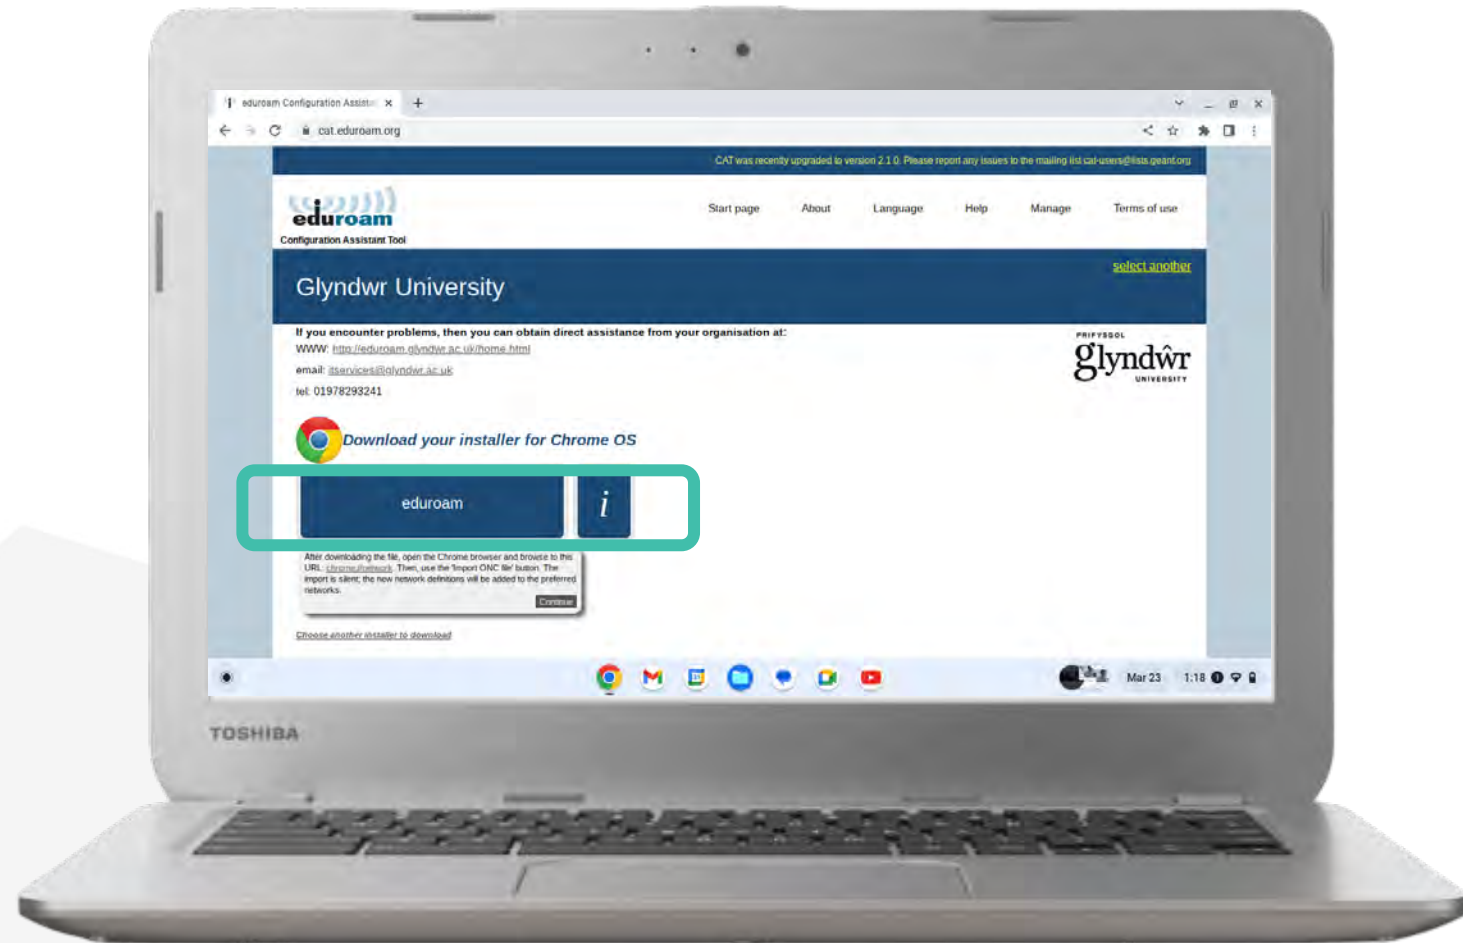 eduroam Configuration Assista
cat.eduroam.org
CAT was recently upgraded to version 2.1.0. Please report any issues to the mailing list cat-users@lists.geant.org
eduroam
Configuration Assistant Tool
Start page About Language Help Manage Terms of use
select another
Glyndwr University
If you encounter problems, then you can obtain direct assistance from your organisation at:
WWW: http://eduroam.glyndwr.ac.uk/home.html
email: itservices@glyndwr.ac.uk
tel: 01978293241
PRIFYSGOL
glyndŵr
UNIVERSITY
Download your installer for Chrome OS
eduroam i
After downloading the file, open the Chrome browser and browse to this
URL: chrome://network. Then, use the 'Import ONC file' button. The
import is silent; the new network definitions will be added to the preferred
networks.
Continue
Choose another installer to download
Mar 23 1:18
TOSHIBA